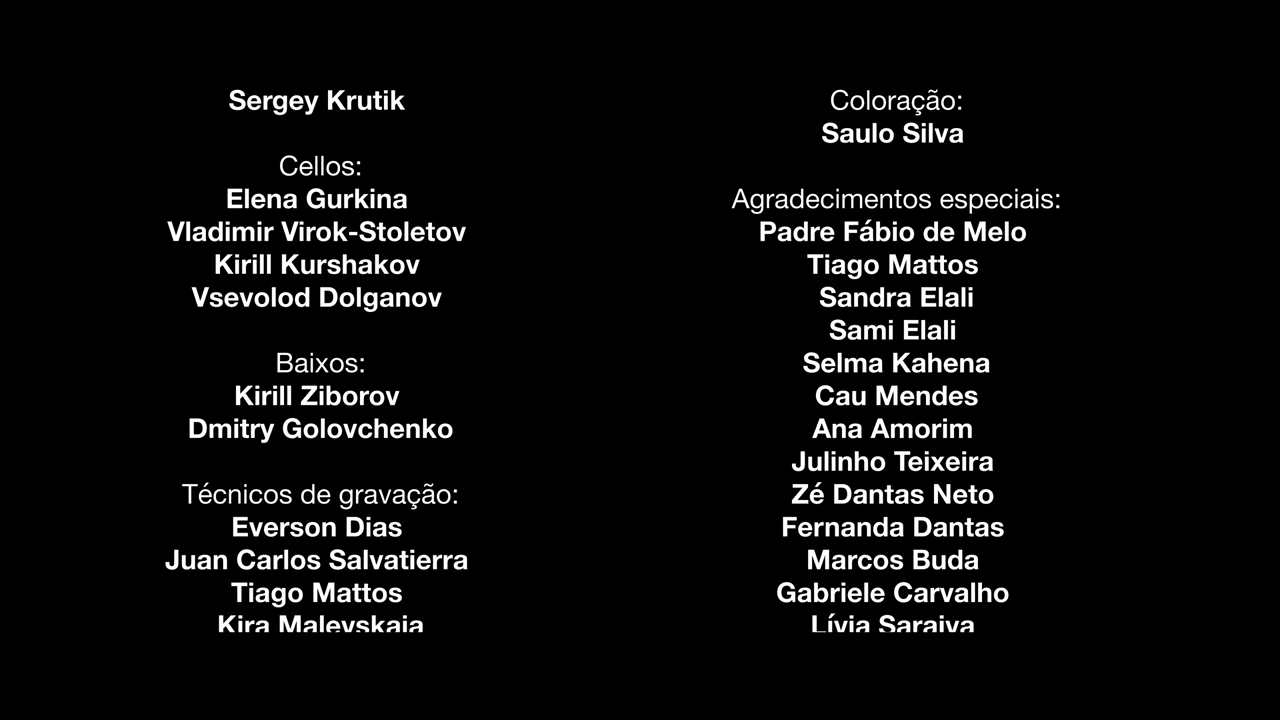 Sergey Krutik
Cellos:
Elena Gurkina
Vladimir Virok-Stoletov
Kirill Kurshakov
Vsevolod Dolganov
Baixos:
Kirill Ziborov
Dmitry Golovchenko
Técnicos de gravação:
Everson Dias
Juan Carlos Salvatierra
Tiago Mattos
Kira Malevskaia
Coloração:
Saulo Silva
Agradecimentos especiais:
Padre Fábio de Melo
Tiago Mattos
Sandra Elali
Sami Elali
Selma Kahena
Cau Mendes
Ana Amorim
Julinho Teixeira
Zé Dantas Neto
Fernanda Dantas
Marcos Buda
Gabriele Carvalho
Lívia Saraiva